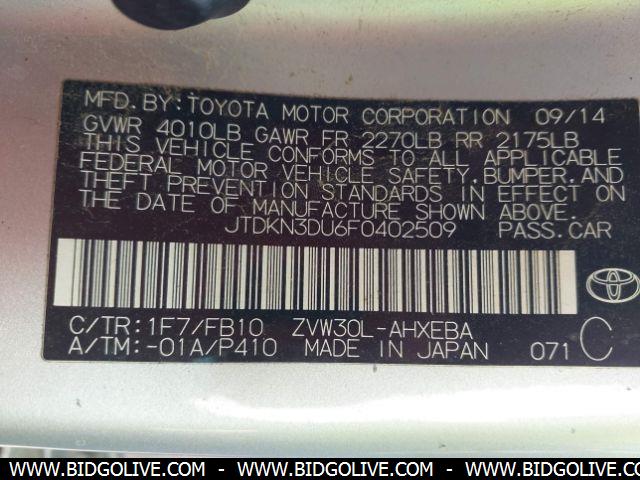 MFD. BY: TOYOTA MOTOR CORPORATION 09/14
GVWR 4010LB GAWR FR 2270LB RR 2175LB
THIS VEHICLE CONFORMS TO ALL APPLICABLE
FEDERAL MOTOR VEHICLE SAFETY, BUMPER, AND
THEFT PREVENTION STANDARDS IN EFFECT ON
THE DATE OF MANUFACTURE SHOWN ABOVE.
JTDKN3DU6F0402509 PASS.CAR
C/TR: 1F7/FB10 ZVW30L-AHXEBA
A/TM: -01A/P410 MADE IN JAPAN 071 C
TOYOTA
WWW.BIDGOLIVE.COM - WWW.BIDGOLIVE.COM - WWW.BIDGOLIVE.COM